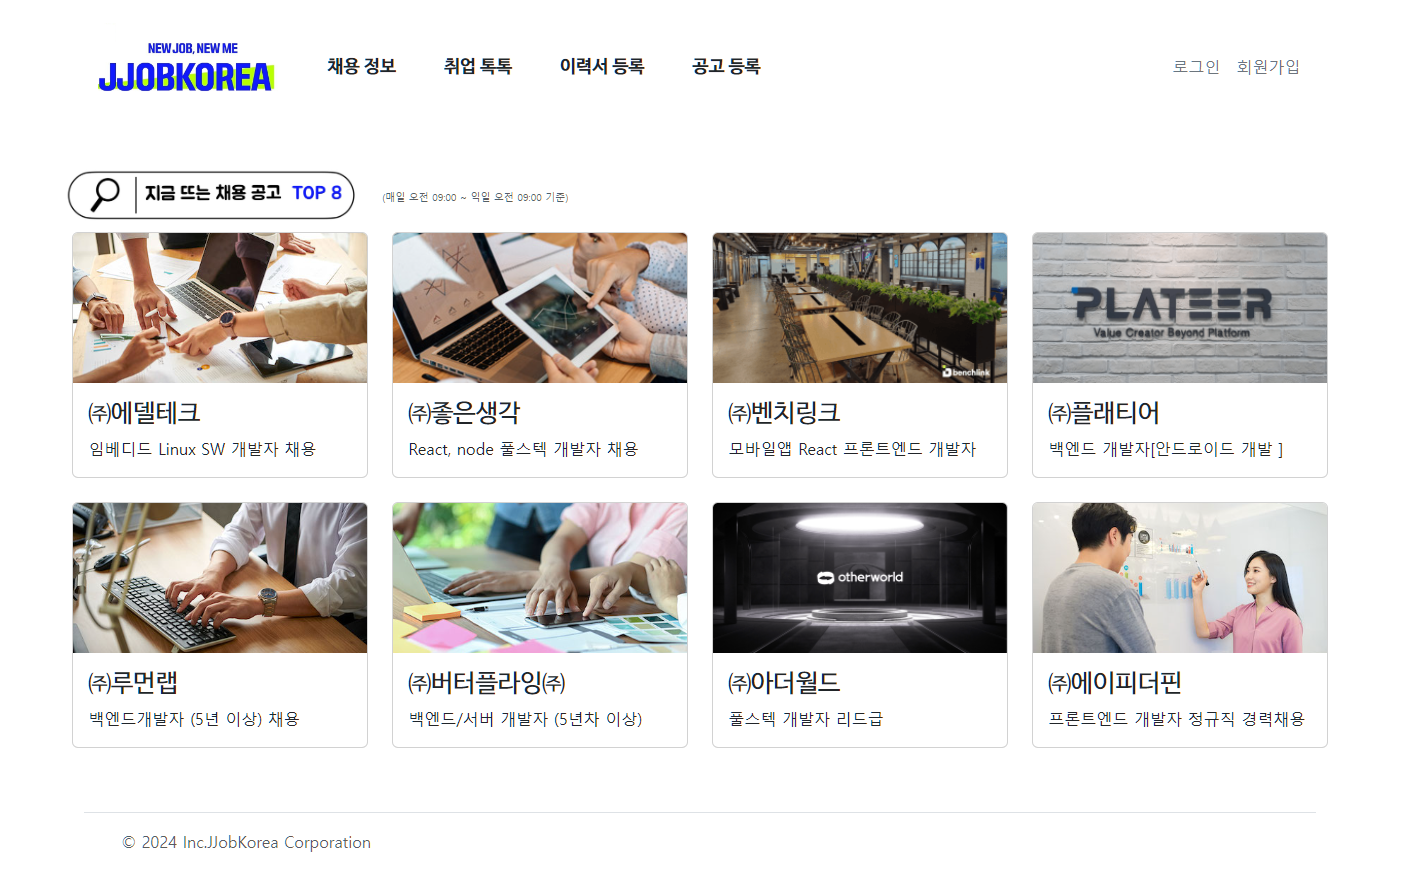 NEW JOB, NEW ME
JJOBKOREA
채용 정보 취업 톡톡 이력서 등록 공고 등록
로그인 회원가입
지금 뜨는 채용 공고 TOP 8
(매일 오전 09:00 ~ 익일 오전 09:00 기준)
benchlink
PLATEER
Value Creator Beyond Platform
㈜에델테크
임베디드 Linux SW 개발자 채용
㈜좋은생각
React, node 풀스텍 개발자 채용
㈜벤치링크
모바일앱 React 프론트엔드 개발자
㈜플래티어
백엔드 개발자[안드로이드 개발 ]
otherworld
㈜루먼랩
백엔드개발자 (5년 이상) 채용
㈜버터플라잉㈜
백엔드/서버 개발자 (5년차 이상)
㈜아더월드
풀스텍 개발자 리드급
㈜에이피더핀
프론트엔드 개발자 정규직 경력채용
© 2024 Inc.JJobKorea Corporation